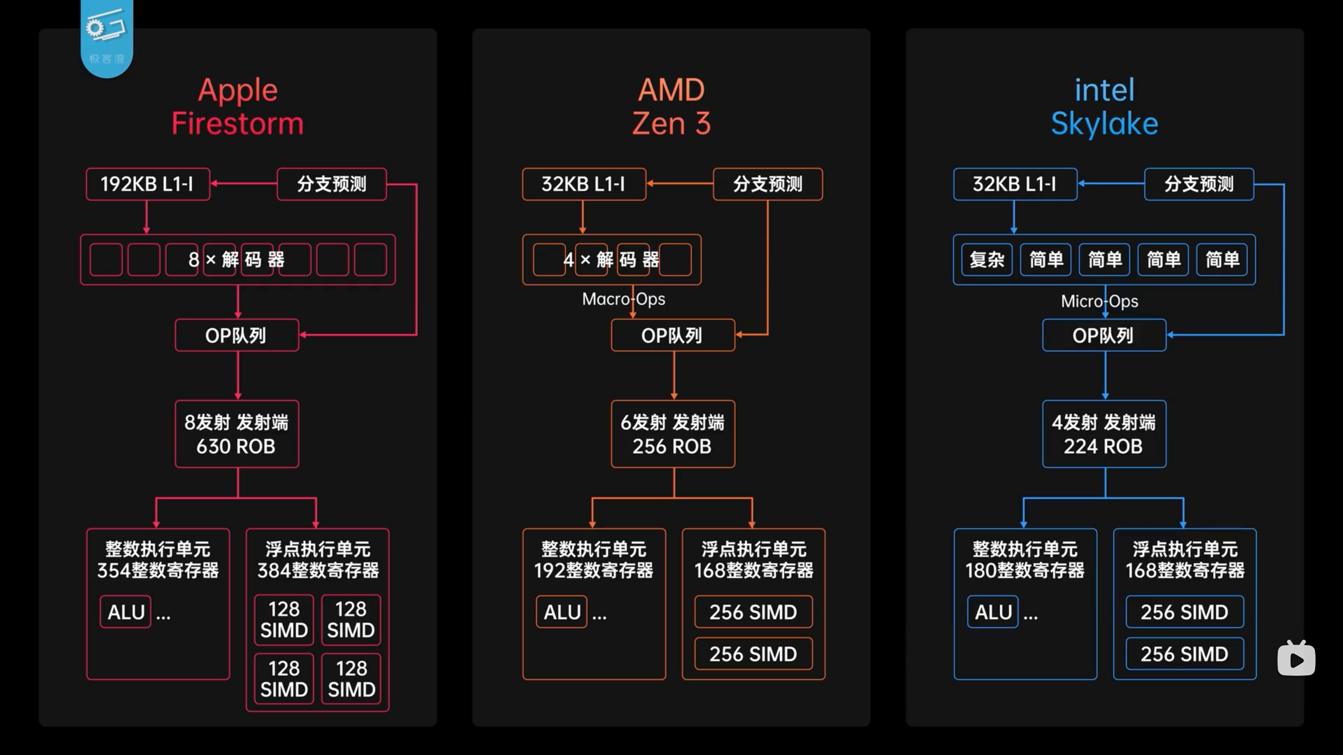 极客湾
Apple
Firestorm
192KB L1-I
分支预测
8×解码器
OP队列
8发射 发射端
630 ROB
整数执行单元
354整数寄存器
ALU ...
浮点执行单元
384整数寄存器
128
SIMD
128
SIMD
128
SIMD
128
SIMD
AMD
Zen 3
32KB L1-I
分支预测
4×解码器
Macro-Ops
OP队列
6发射 发射端
256 ROB
整数执行单元
192整数寄存器
ALU ...
浮点执行单元
168整数寄存器
256 SIMD
256 SIMD
intel
Skylake
32KB L1-I
分支预测
复杂
简单
简单
简单
简单
Micro-Ops
OP队列
4发射 发射端
224 ROB
整数执行单元
180整数寄存器
ALU ...
浮点执行单元
168整数寄存器
256 SIMD
256 SIMD